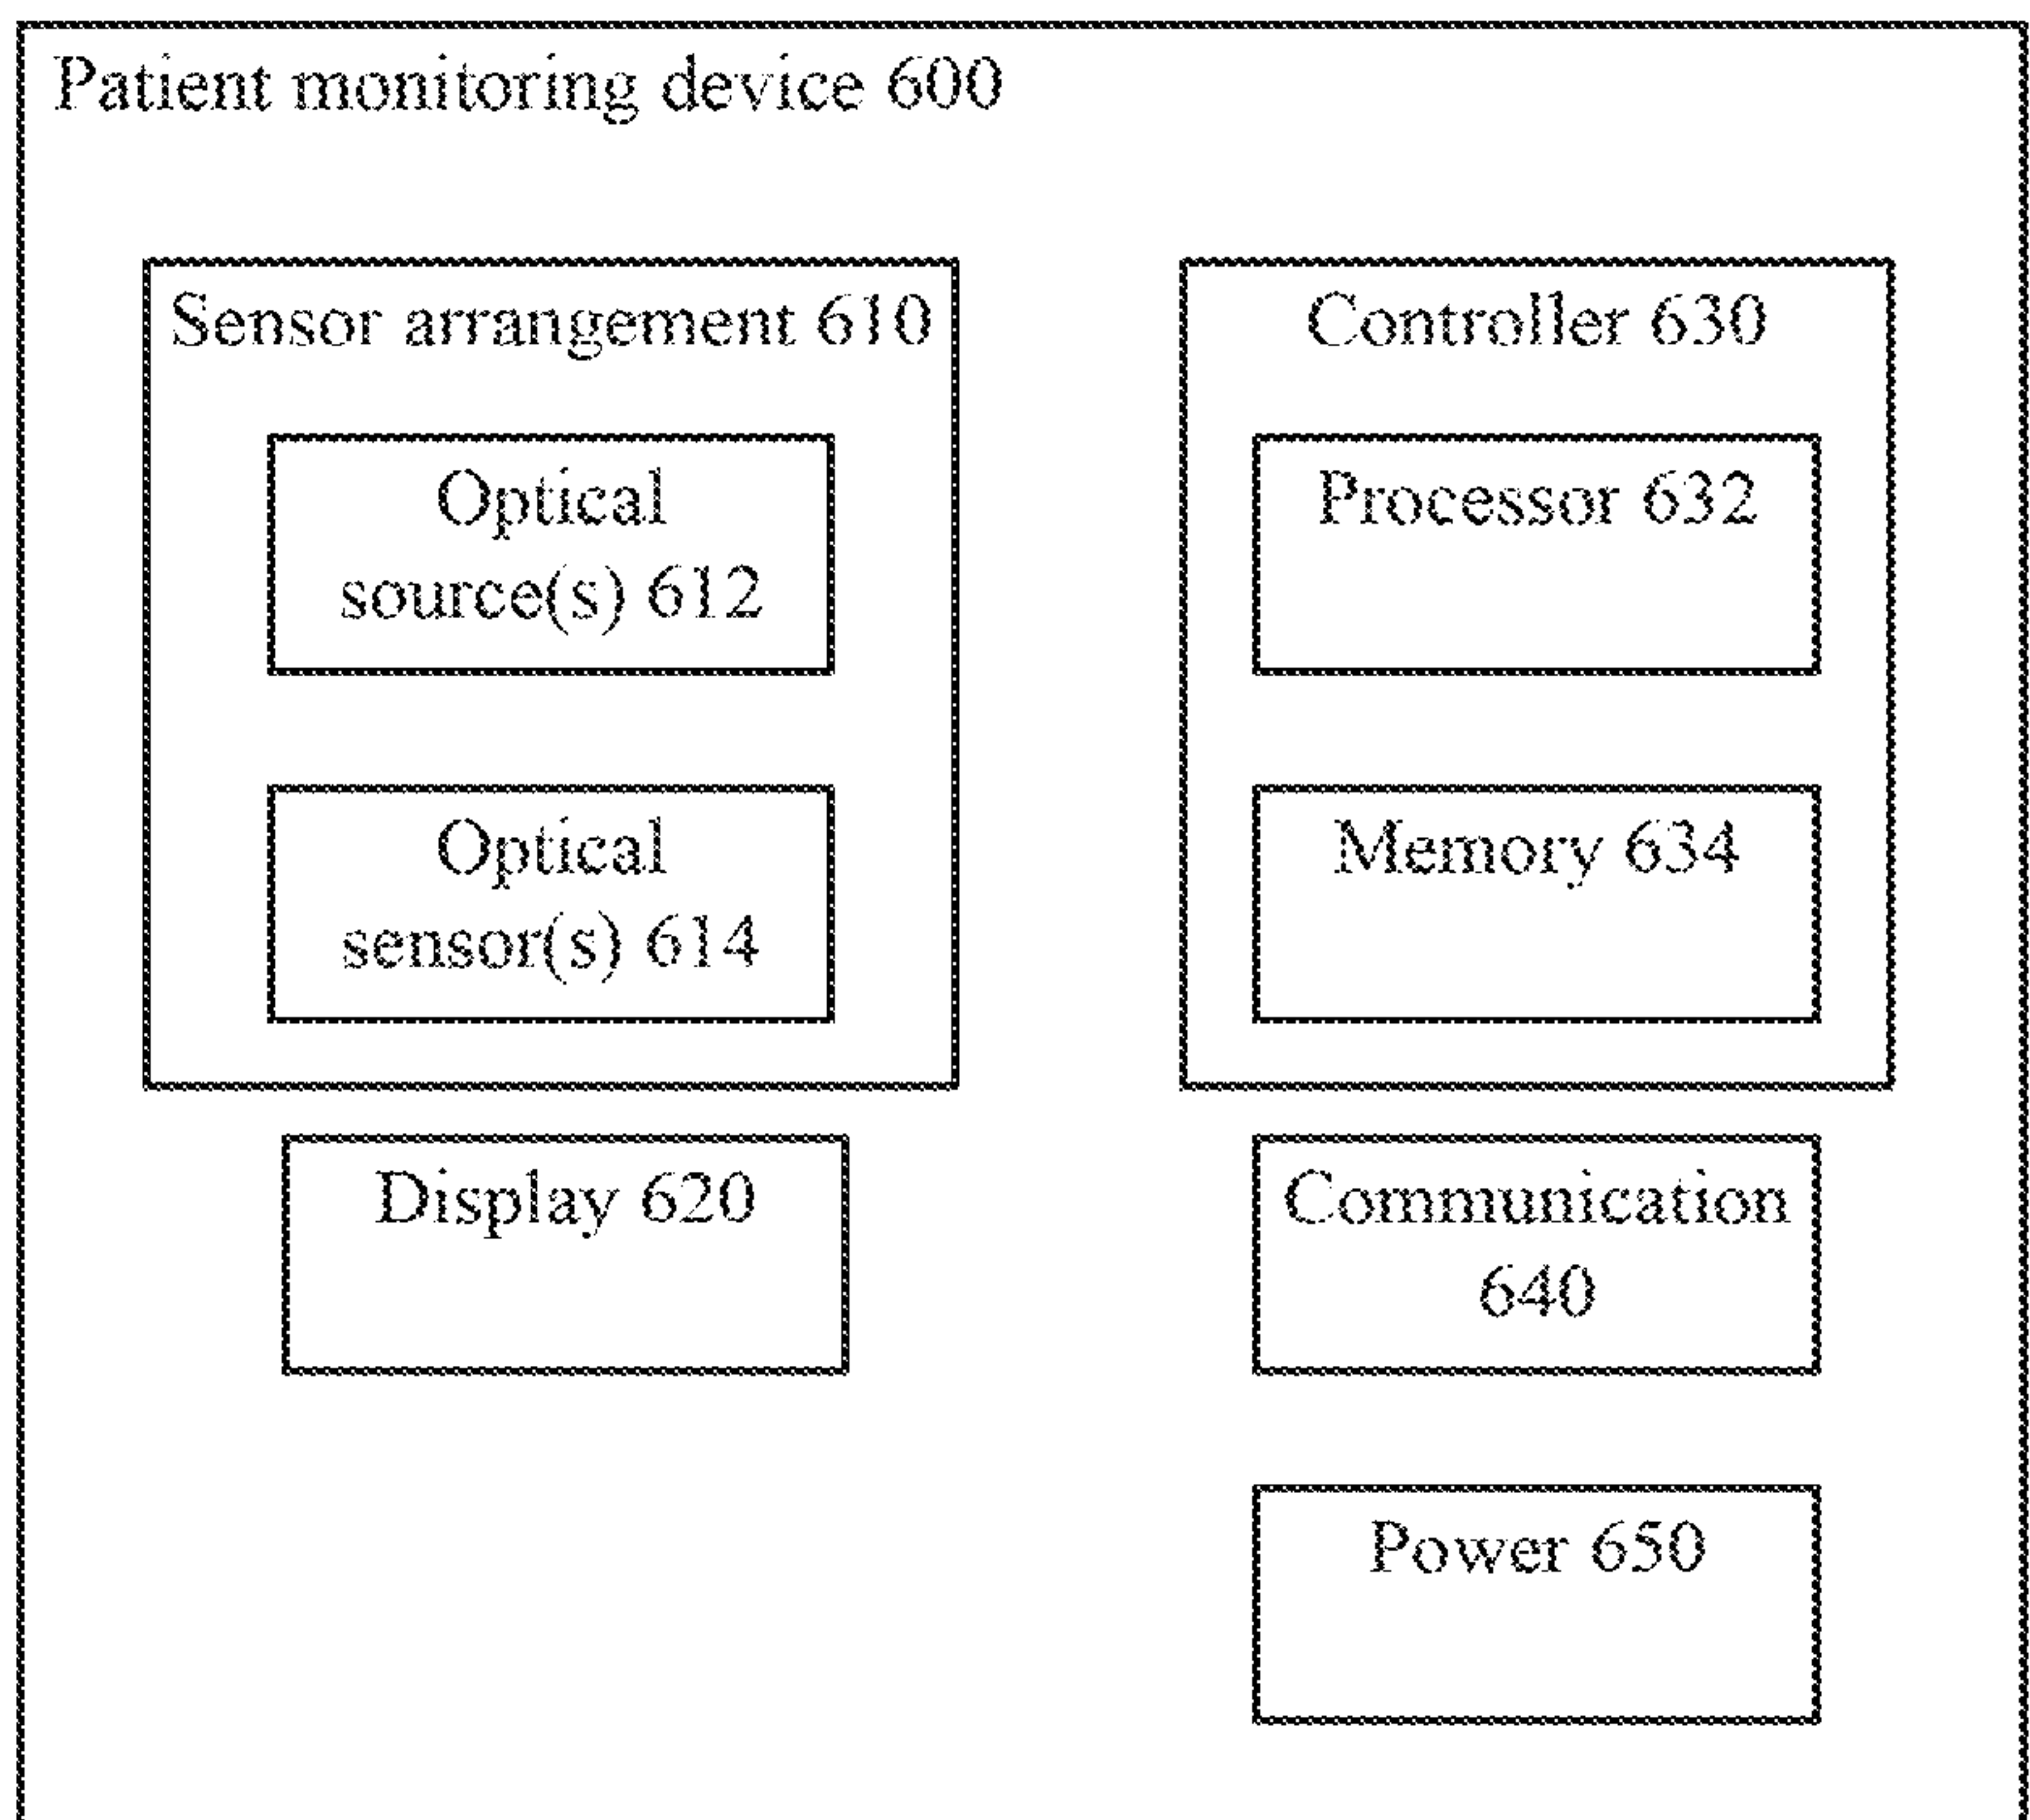 Patient monitoring device 600
Sensor arrangement 610
Optical
source(s) 612
Optical
sensor(s) 614
Display 620
Controller 630
Processor 632
Memory 634
Communication
640
Power 650